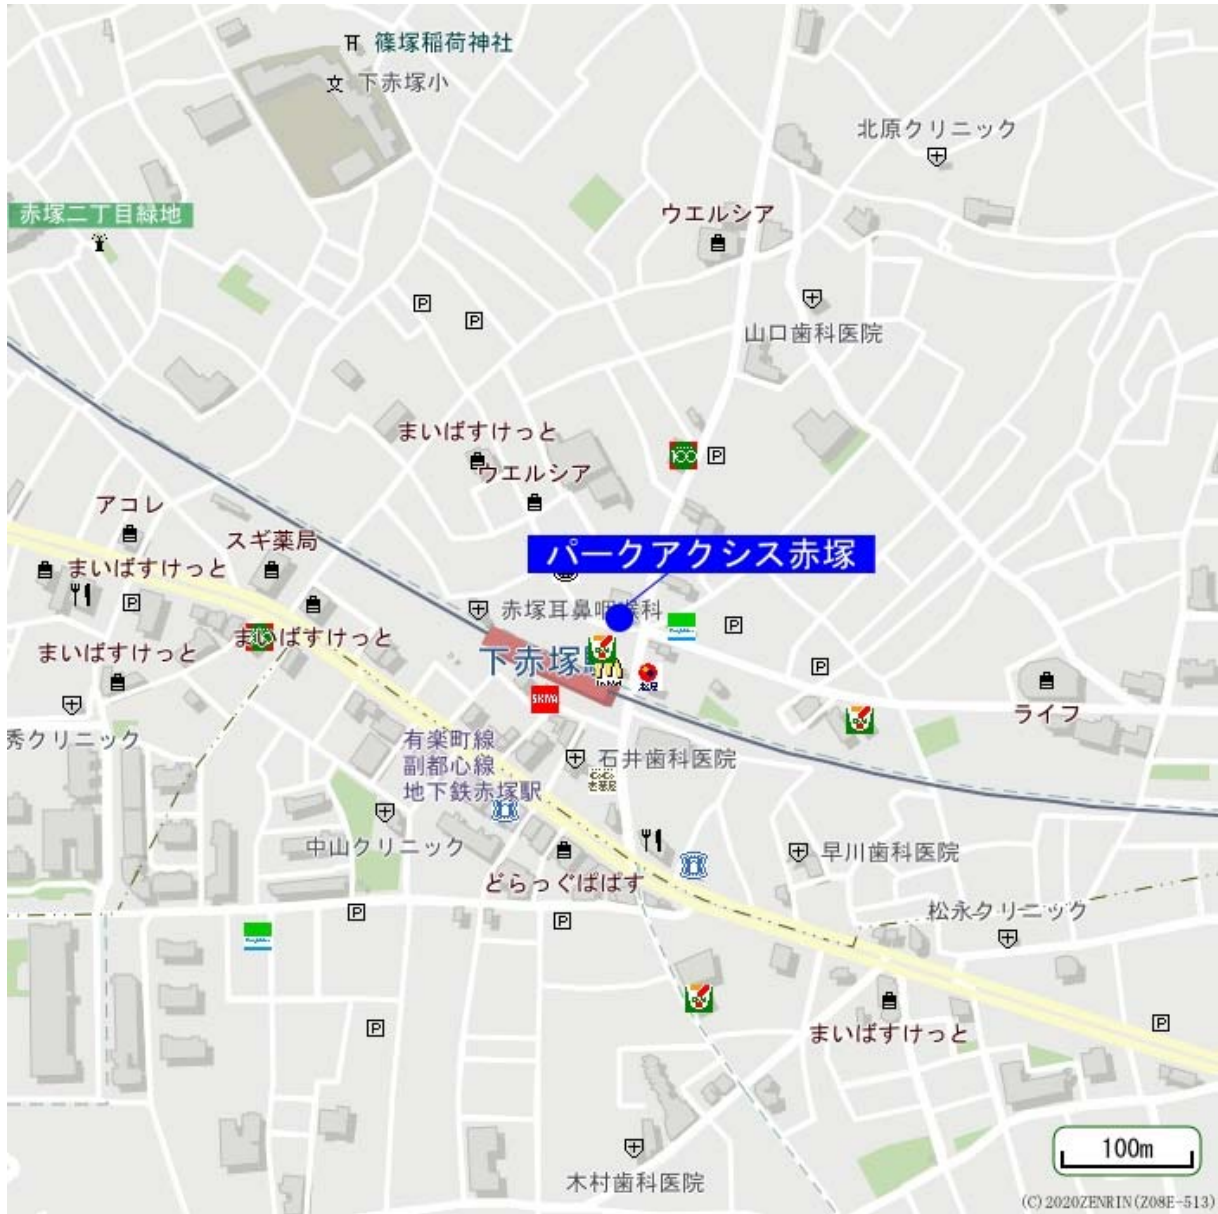 篠塚稲荷神社
下赤塚小
北原クリニック
赤塚二丁目緑地
ウエルシア
P
P
山口歯科医院
まいばすけっと
100
P
ウエルシア
アコレ
スギ薬局
パークアクシス赤塚
まいばすけっと
P
赤塚耳鼻咽喉科
P
まいばすけっと
まいばすけっと
下赤塚駅
P
SKIYA
ライフ
秀クリニック
有楽町線
副都心線
地下鉄赤塚駅
石井歯科医院
中山クリニック
早川歯科医院
どらっぐぱぱす
P
P
松永クリニック
P
まいばすけっと
P
100m
木村歯科医院
(C)2020ZENRIN(Z08E-513)